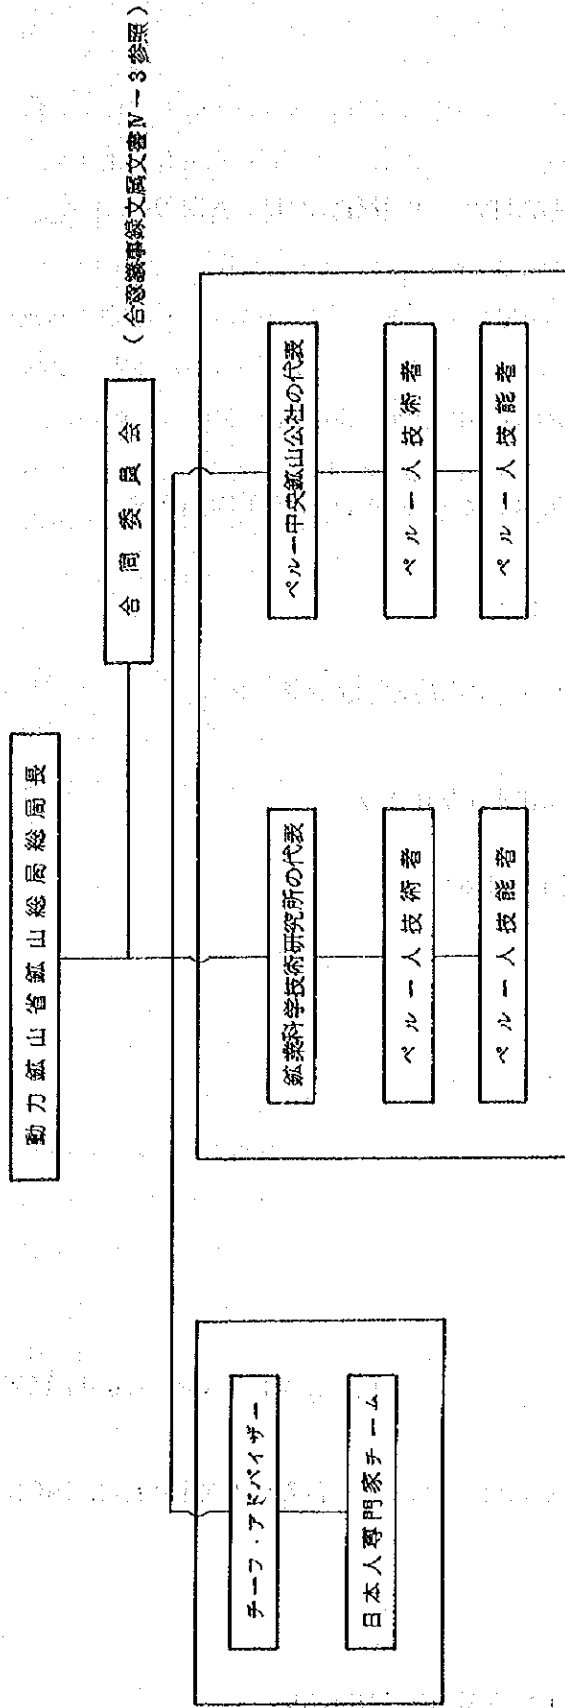 動力鉱山省鉱山総局総局長
合同委員会
(合意議事録文属文書Ⅳ-3参照)
チーフ・アドバイザー
日本人専門家チーム
鉱業科学技術研究所の代表
ペルー人技術者
ペルー人技能者
ペルー中央鉱山公社の代表
ペルー人技術者
ペルー人技能者